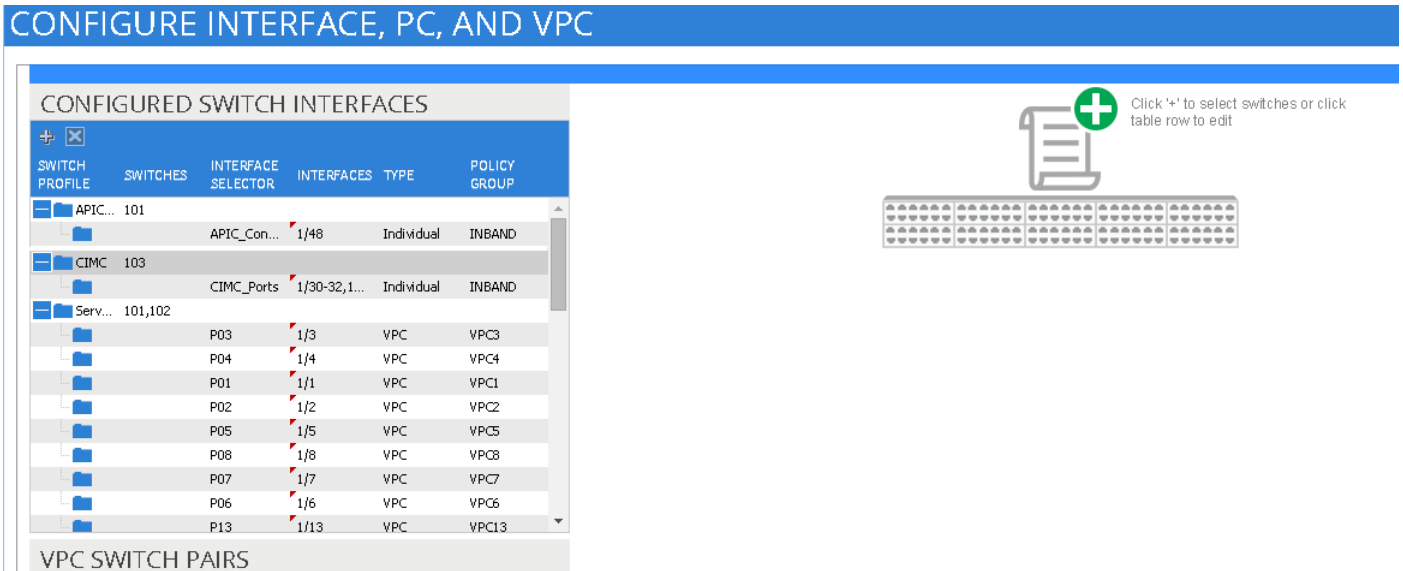 CONFIGURE INTERFACE, PC, AND VPC
CONFIGURED SWITCH INTERFACES
Click '+' to select switches or click
table row to edit
SWITCH PROFILE SWITCHES INTERFACE SELECTOR INTERFACES TYPE POLICY GROUP
APIC... 101
APIC_Con... 1/48 Individual INBAND
CIMC 103
CIMC_Ports 1/30-32,1... Individual INBAND
Serv... 101,102
P03 1/3 VPC VPC3
P04 1/4 VPC VPC4
P01 1/1 VPC VPC1
P02 1/2 VPC VPC2
P05 1/5 VPC VPC5
P08 1/8 VPC VPC8
P07 1/7 VPC VPC7
P06 1/6 VPC VPC6
P13 1/13 VPC VPC13
VPC SWITCH PAIRS